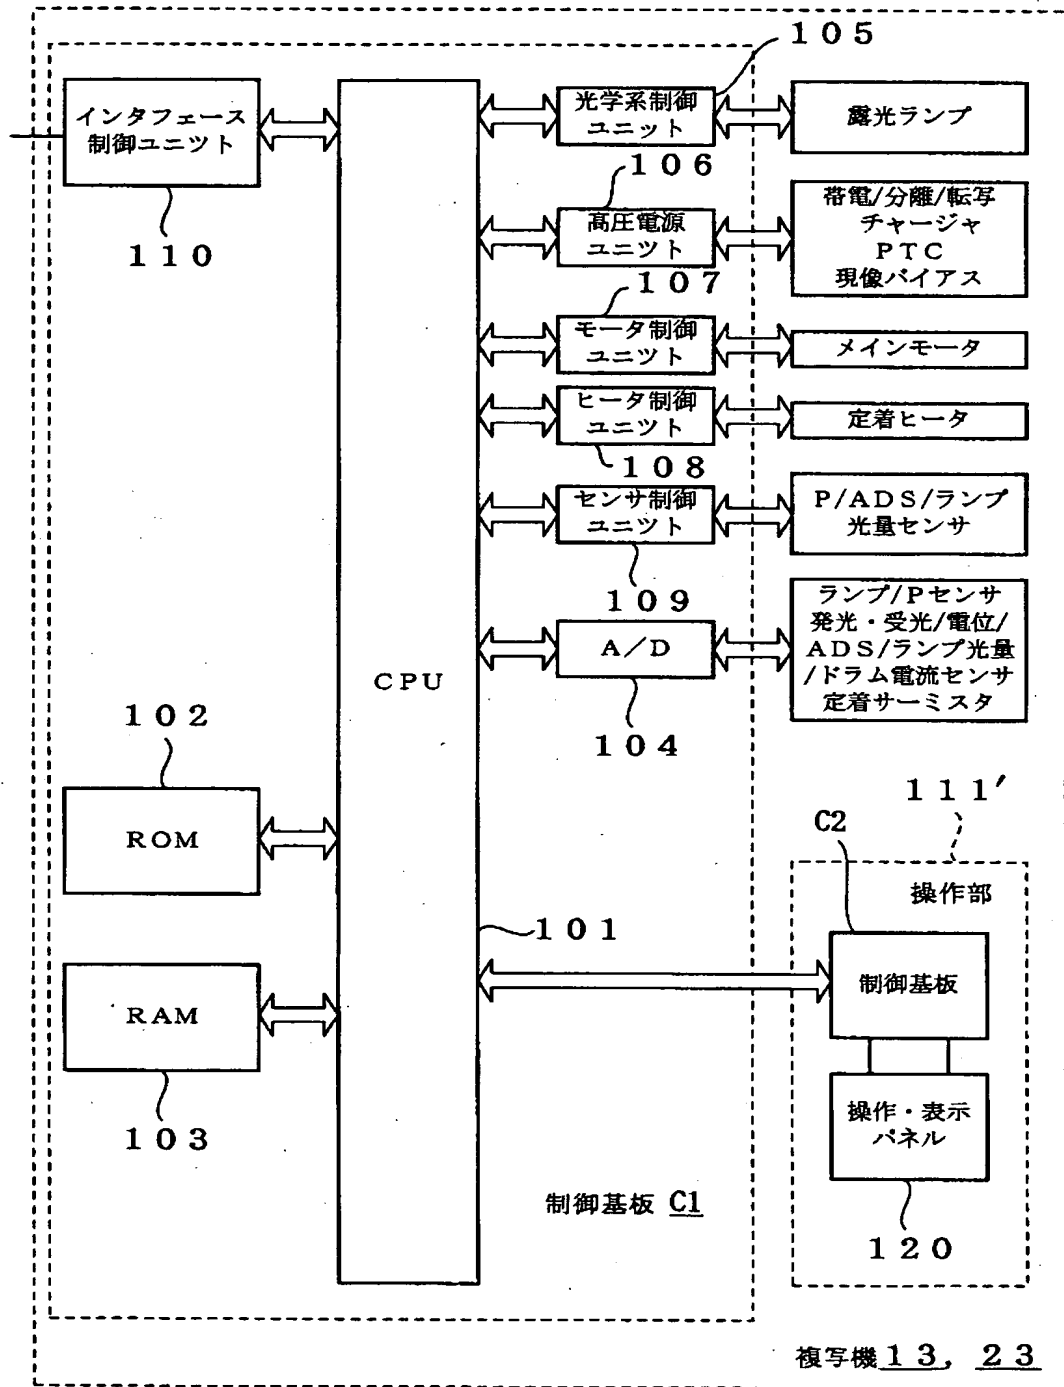 105
インタフェース
制御ユニツト
110
光学系制御
ユニット
露光ランプ
106
高圧電源
ユニツト
帯電/分離/転写
チャージャ
PTC
現像バイアス
107
モータ制御
ユニツト
メインモータ
ヒータ制御
ユニツト
定着ヒータ
108
センサ制御
ユニツト
P/ADS/ランプ
光量センサ
109
A/D
ランプ/Pセンサ
発光・受光/電位/
ADS/ランプ光量
/ドラム電流センサ
定着サーミスタ
104
CPU
102
ROM
101
RAM
103
111′
C2
操作部
制御基板
操作・表示
パネル
120
制御基板 C1
複写機13, 23